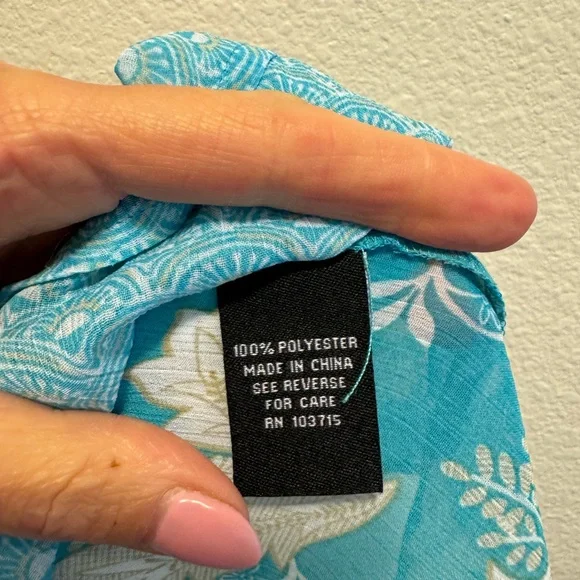 100% POLYESTER
MADE IN CHINA
SEE REVERSE
FOR CARE
RN 103715